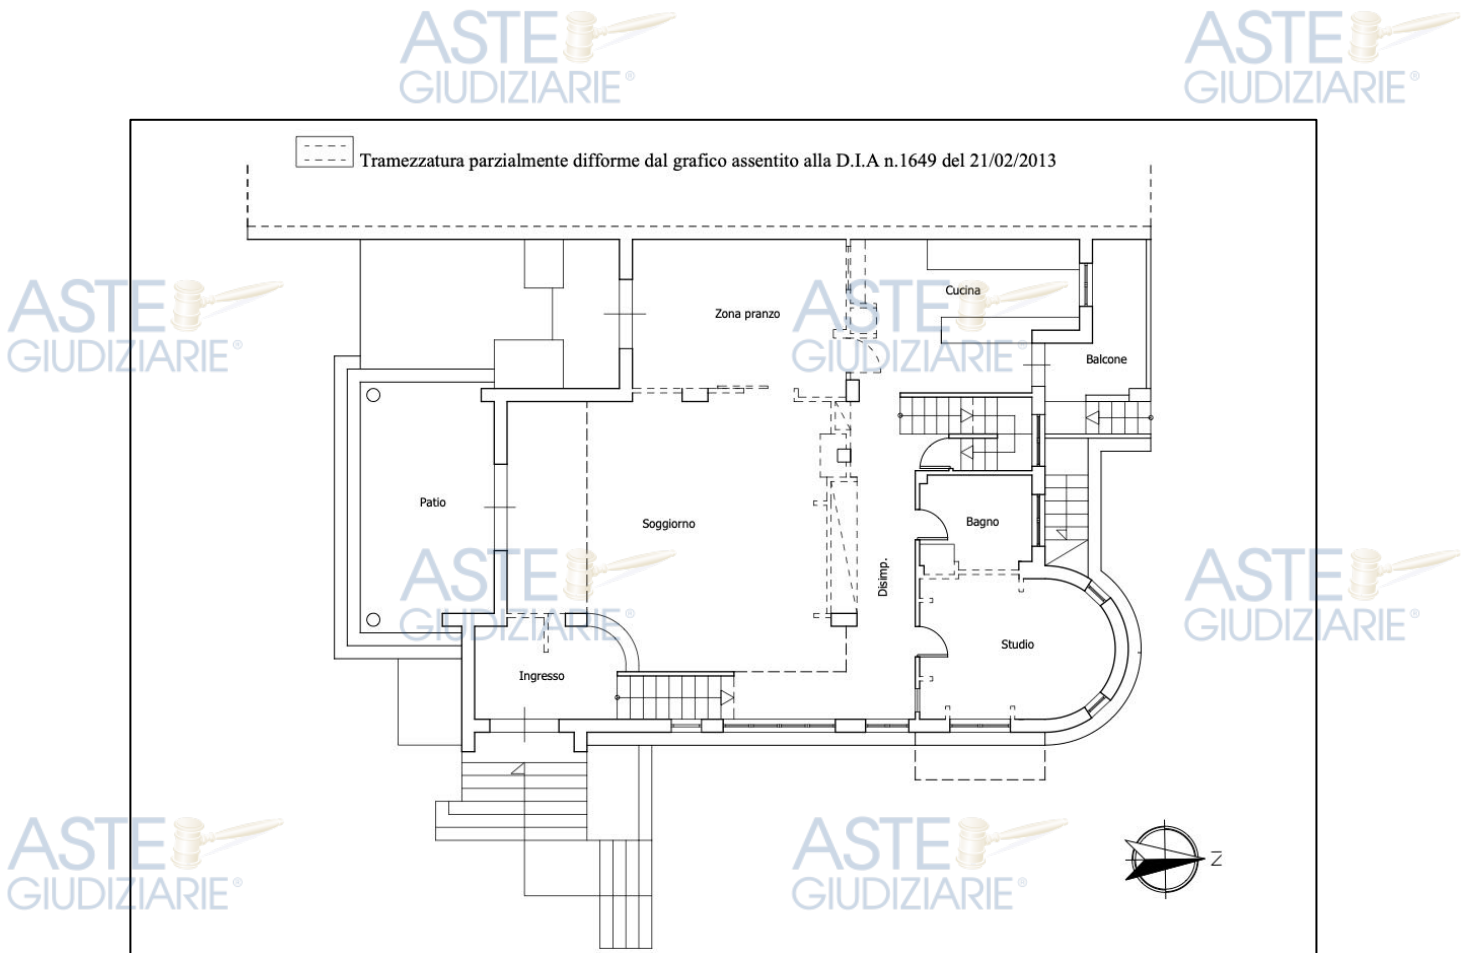 ASTE
GIUDIZIARIE®
ASTE
GIUDIZIARIE®
Tramezzatura parzialmente difforme dal grafico assentito alla D.I.A n.1649 del 21/02/2013
ASTE
GIUDIZIARIE®
ASTE
GIUDIZIARIE®
Cucina
Zona pranzo
Balcone
Patio
Soggiorno
Bagno
ASTE
GIUDIZIARIE®
ASTE
GIUDIZIARIE®
Disimp.
Studio
Ingresso
ASTE
GIUDIZIARIE®
ASTE
GIUDIZIARIE®
N